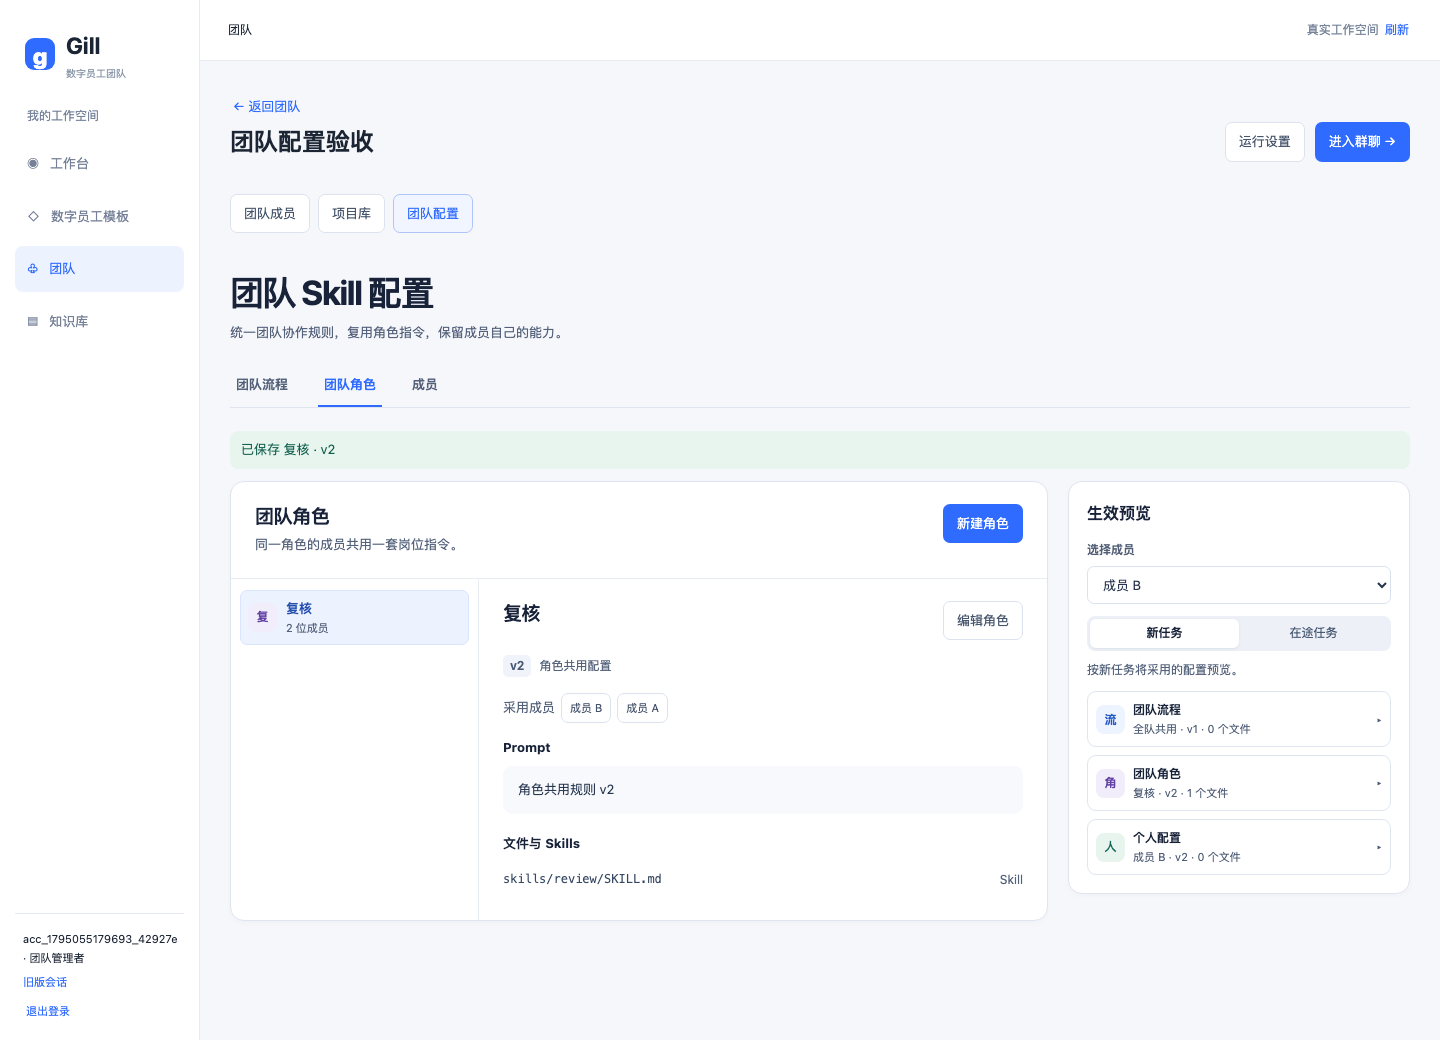 g
Gill
数字员工团队
我的工作空间
工作台
数字员工模板
团队
知识库
acc_1795055179693_42927e
· 团队管理者
旧版会话
退出登录
团队
真实工作空间 刷新
← 返回团队
团队配置验收
运行设置
进入群聊 →
团队成员
项目库
团队配置
团队 Skill 配置
统一团队协作规则，复用角色指令，保留成员自己的能力。
团队流程
团队角色
成员
已保存 复核 · v2
团队角色
同一角色的成员共用一套岗位指令。
新建角色
复
复核
2 位成员
复核
编辑角色
v2 角色共用配置
采用成员 成员 B 成员 A
Prompt
角色共用规则 v2
文件与 Skills
skills/review/SKILL.md
Skill
生效预览
选择成员
成员 B
新任务
在途任务
按新任务将采用的配置预览。
流
团队流程
全队共用 · v1 · 0 个文件
角
团队角色
复核 · v2 · 1 个文件
人
个人配置
成员 B · v2 · 0 个文件